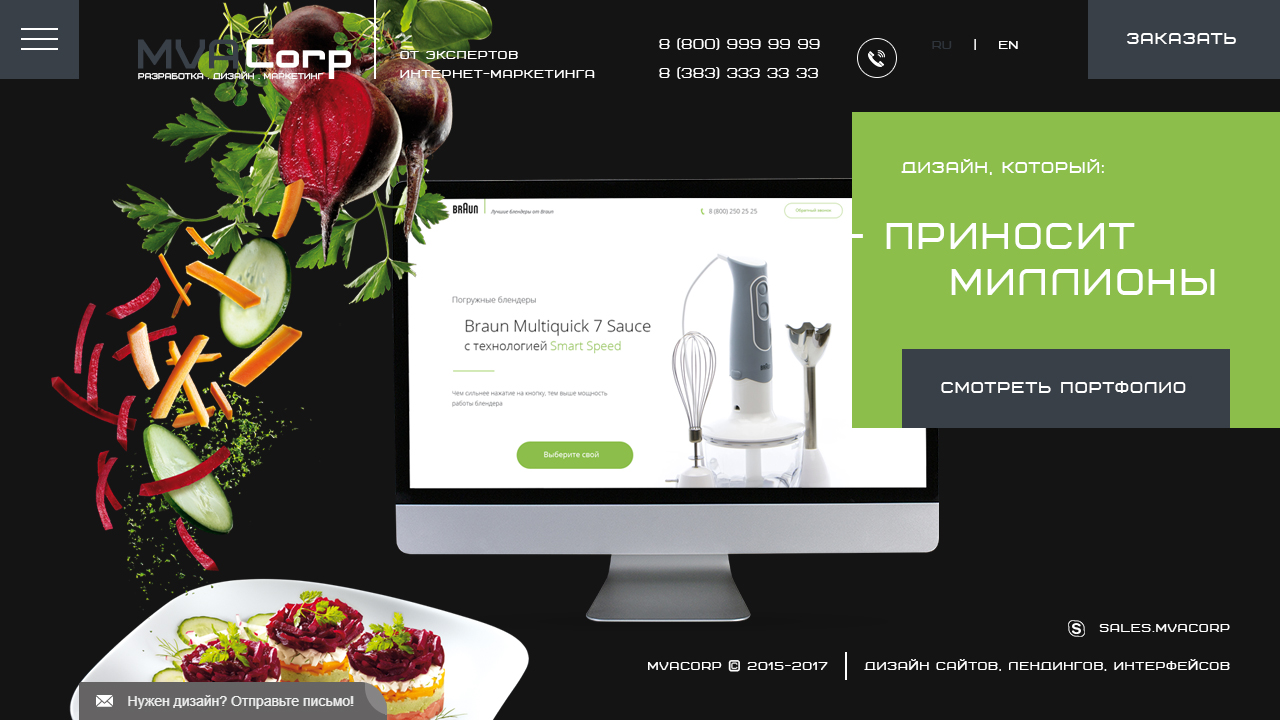 MVACorp
РАЗРАБОТКА . ДИЗАЙН . МАРКЕТИНГ
ОТ ЭКСПЕРТОВ
ИНТЕРНЕТ-МАРКЕТИНГА
8 (800) 999 99 99
8 (383) 333 33 33
RU | EN
ЗАКАЗАТЬ
ДИЗАЙН, КОТОРЫЙ:
- ПРИНОСИТ
МИЛЛИОНЫ
СМОТРЕТЬ ПОРТФОЛИО
BRAUN
Лучшие блендеры от Braun
8 (800) 250 25 25
Обратный звонок
Погружные блендеры
Braun Multiquick 7 Sauce
с технологией Smart Speed
Чем сильнее нажатие на кнопку, тем выше мощность
работы блендера
Выберите свой
SALES.MVACORP
MVACORP © 2015-2017
ДИЗАЙН САЙТОВ, ЛЕНДИНГОВ, ИНТЕРФЕЙСОВ
Нужен дизайн? Отправьте письмо!